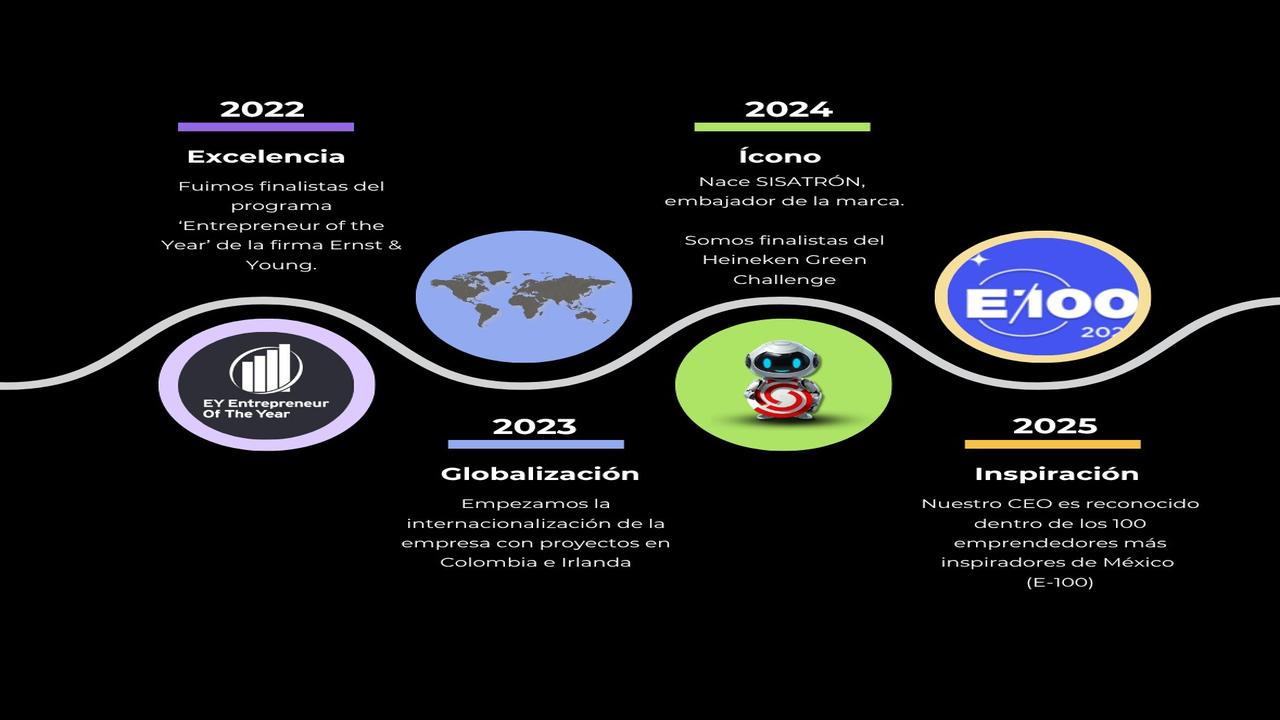 2022
Excelencia
Fuimos finalistas del
programa
‘Entrepreneur of the
Year’ de la firma Ernst &
Young.
EY Entrepreneur
Of The Year
2023
Globalización
Empezamos la
internacionalización de la
empresa con proyectos en
Colombia e Irlanda
2024
Ícono
Nace SISATRÓN,
embajador de la marca.
Somos finalistas del
Heineken Green
Challenge
E/100
202
2025
Inspiración
Nuestro CEO es reconocido
dentro de los 100
emprendedores más
inspiradores de México
(E-100)